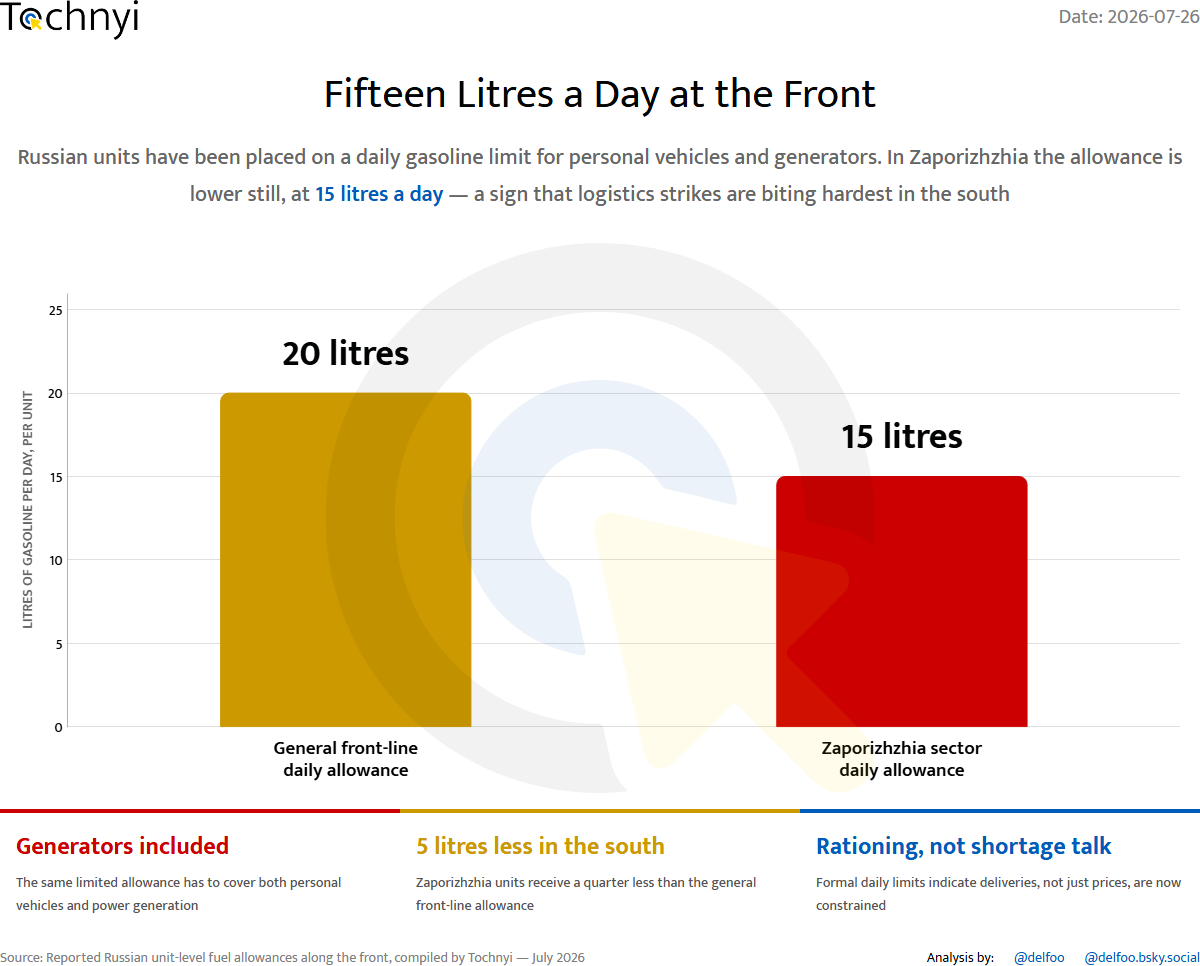 Tochnyi
Date: 2026-07-26
Fifteen Litres a Day at the Front
Russian units have been placed on a daily gasoline limit for personal vehicles and generators. In Zaporizhzhia the allowance is
lower still, at 15 litres a day — a sign that logistics strikes are biting hardest in the south
LITRES OF GASOLINE PER DAY, PER UNIT
25
20
15
10
5
0
20 litres
15 litres
General front-line
daily allowance
Zaporizhzhia sector
daily allowance
Generators included
The same limited allowance has to cover both personal
vehicles and power generation
5 litres less in the south
Zaporizhzhia units receive a quarter less than the general
front-line allowance
Rationing, not shortage talk
Formal daily limits indicate deliveries, not just prices, are now
constrained
Source: Reported Russian unit-level fuel allowances along the front, compiled by Tochnyi — July 2026
Analysis by: @delfoo @delfoo.bsky.social